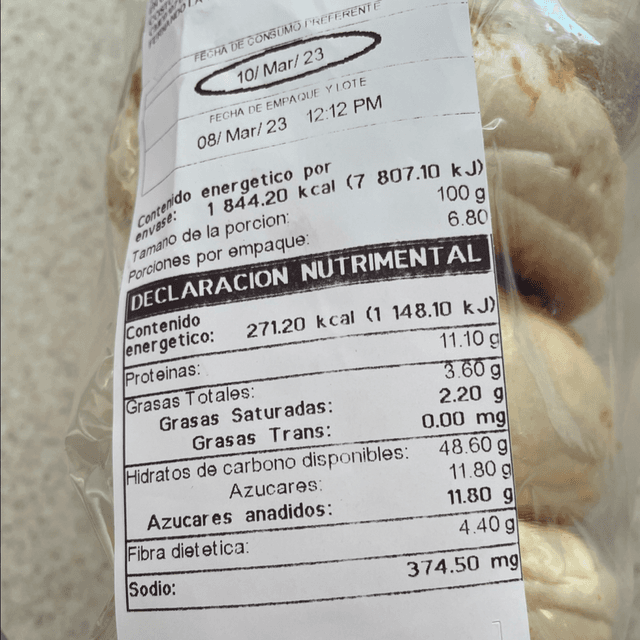 FECHA DE CONSUMO PREFERENTE
10/ Mar/ 23
FECHA DE EMPAQUE Y LOTE
08/ Mar/ 23 12:12 PM
Contenido energetico por
envase: 1 844.20 kcal (7 807.10 kJ)
Tamano de la porcion: 100 g
Porciones por empaque: 6.80
DECLARACION NUTRIMENTAL
Contenido
energetico: 271.20 kcal (1 148.10 kJ)
Proteinas: 11.10 g
Grasas Totales: 3.60 g
Grasas Saturadas: 2.20 g
Grasas Trans: 0.00 mg
Hidratos de carbono disponibles: 48.60 g
Azucares: 11.80 g
Azucares anadidos: 11.80 g
Fibra dietetica: 4.40 g
Sodio: 374.50 mg